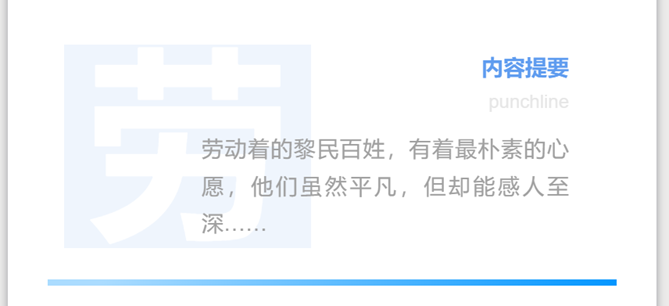 劳
内容提要
punchline
劳动着的黎民百姓，有着最朴素的心
愿，他们虽然平凡，但却能感人至
深……